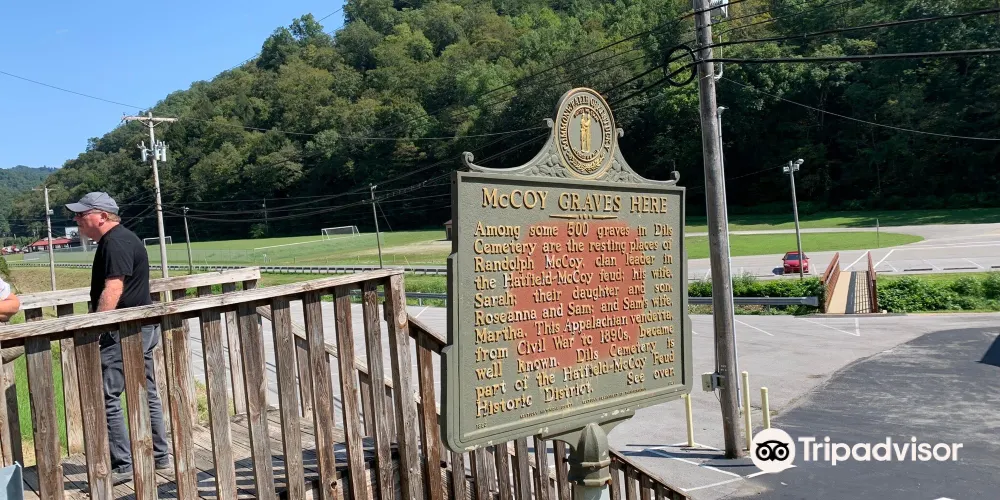 McCOY GRAVES HERE
Among some 500 graves in Dils
Cemetery are the resting places of
Randolph McCoy, clan leader in
the Hatfield-McCoy feud; his wife,
Sarah; their daughter and son,
Roseanna and Sam; and Sam's wife,
Martha. This Appalachian vendetta,
from Civil War to 1890s, became
well known. Dils Cemetery is
part of the Hatfield-McCoy Feud
Historic District. See over.
Tripadvisor